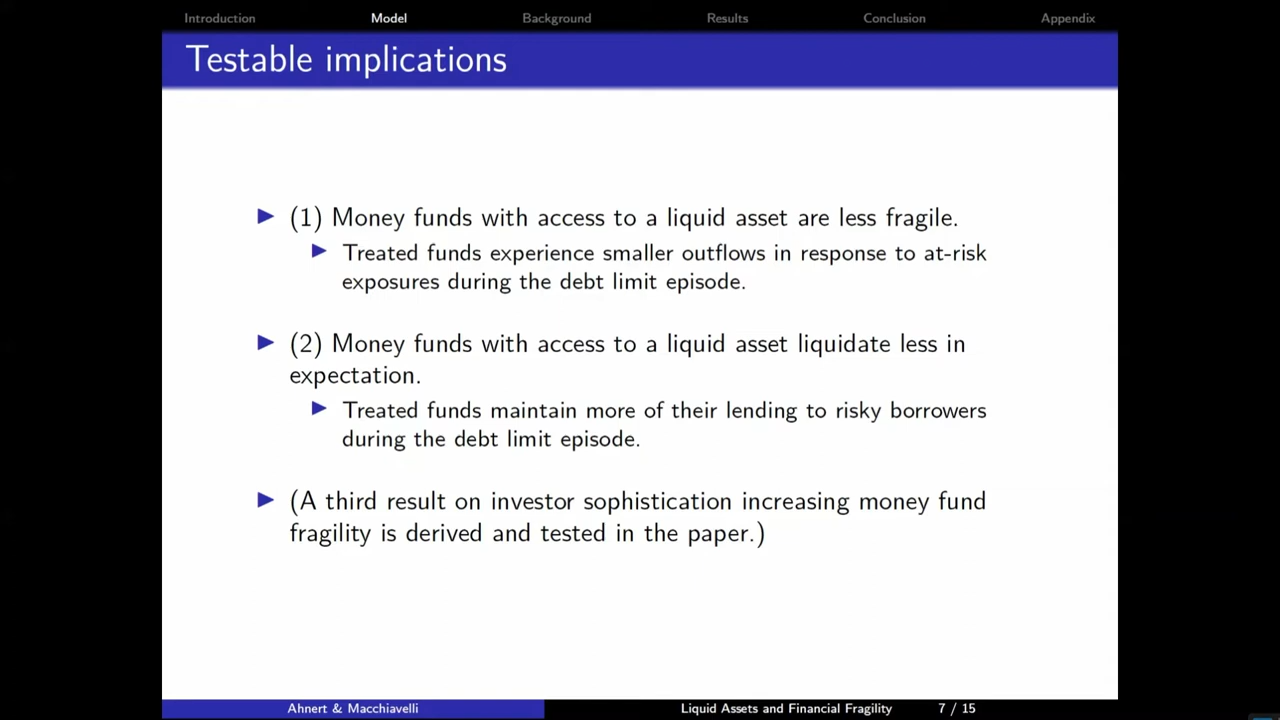 Introduction Model Background Results Conclusion Appendix
Testable implications
(1) Money funds with access to a liquid asset are less fragile.
Treated funds experience smaller outflows in response to at-risk
exposures during the debt limit episode.
(2) Money funds with access to a liquid asset liquidate less in
expectation.
Treated funds maintain more of their lending to risky borrowers
during the debt limit episode.
(A third result on investor sophistication increasing money fund
fragility is derived and tested in the paper.)
Ahnert & Macchiavelli Liquid Assets and Financial Fragility 7 / 15